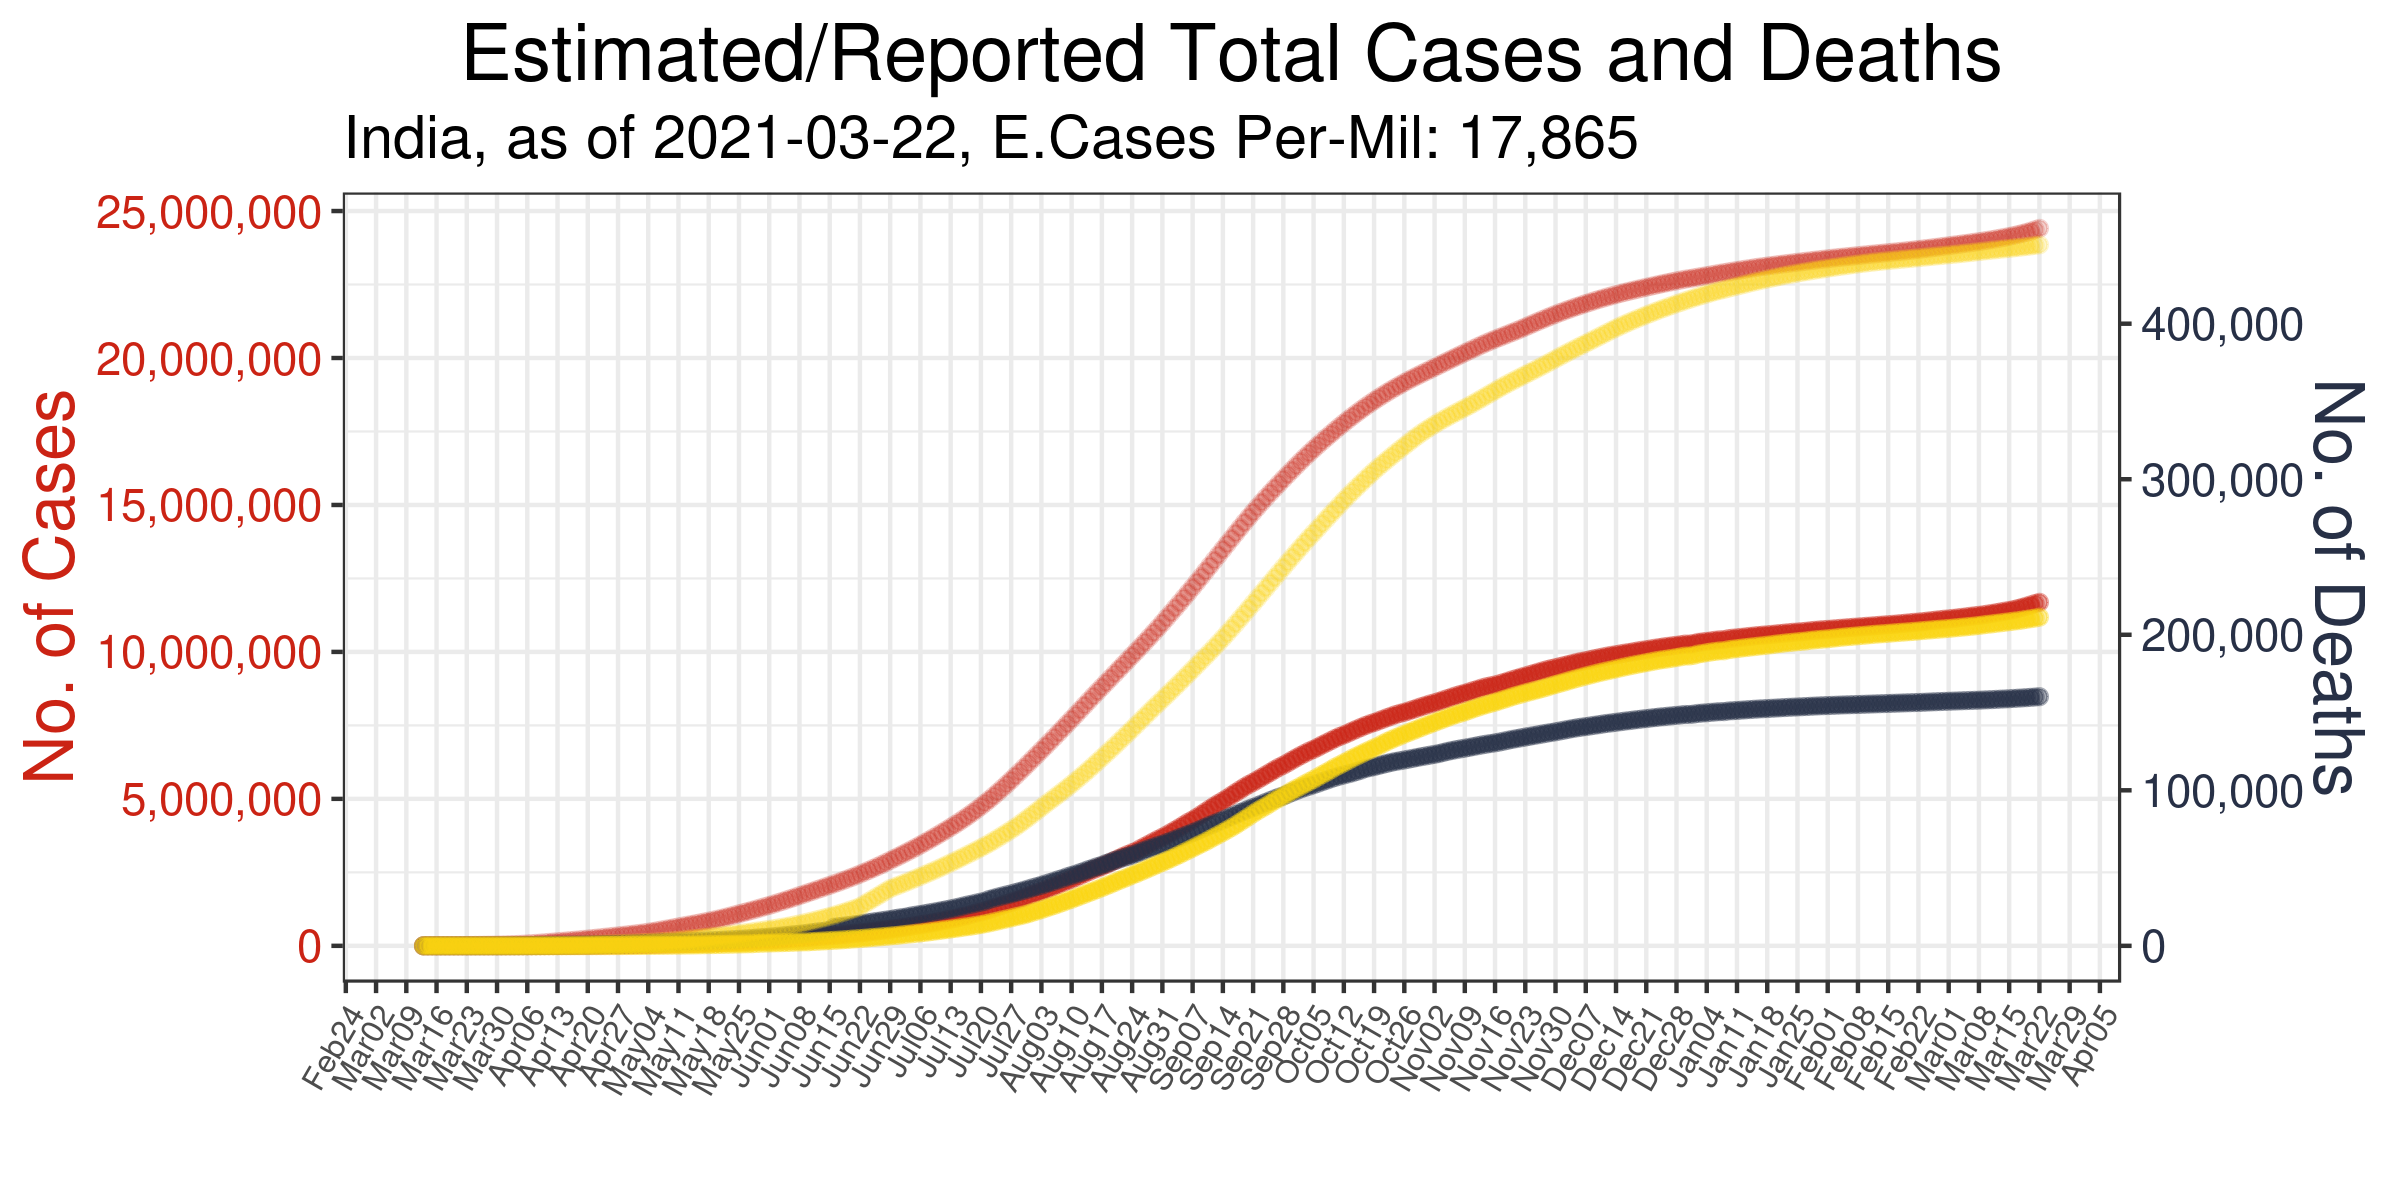 Estimated/Reported Total Cases and Deaths
India, as of 2021-03-22, E.Cases Per-Mil: 17,865
No. of Cases
25,000,000
20,000,000
15,000,000
10,000,000
5,000,000
0
400,000
300,000
200,000
100,000
0
No. of Deaths
Feb24
Mar02
Mar09
Mar16
Mar23
Mar30
Apr06
Apr13
Apr20
Apr27
May04
May11
May18
May25
Jun01
Jun08
Jun15
Jun22
Jun29
Jul06
Jul13
Jul20
Jul27
Aug03
Aug10
Aug17
Aug24
Aug31
Sep07
Sep14
Sep21
Sep28
Oct05
Oct12
Oct19
Oct26
Nov02
Nov09
Nov16
Nov23
Nov30
Dec07
Dec14
Dec21
Dec28
Jan04
Jan11
Jan18
Jan25
Feb01
Feb08
Feb15
Feb22
Mar01
Mar08
Mar15
Mar22
Mar29
Apr05